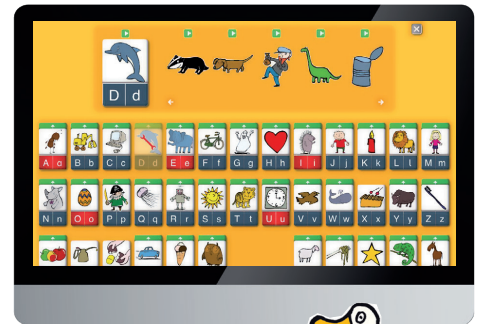 D d
A a B b C c D d E e F f G g H h I i J j K k L l M m
N n O o P p Q q R r S s T t U u V v W w X x Y y Z z